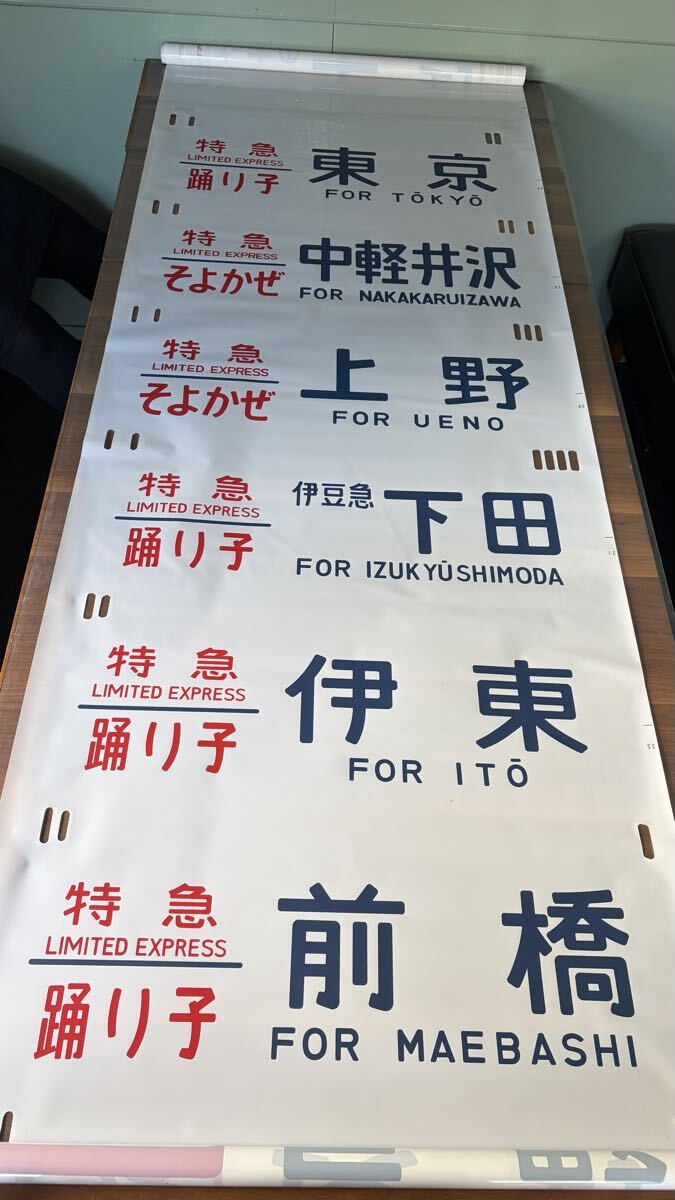 特急
LIMITED EXPRESS
踊り子
東京
FOR TŌKYŌ
特急
LIMITED EXPRESS
そよかぜ
中軽井沢
FOR NAKAKARUIZAWA
特急
LIMITED EXPRESS
そよかぜ
上野
FOR UENO
特急
LIMITED EXPRESS
踊り子
伊豆急下田
FOR IZUKYŪSHIMODA
特急
LIMITED EXPRESS
踊り子
伊東
FOR ITŌ
特急
LIMITED EXPRESS
踊り子
前橋
FOR MAEBASHI